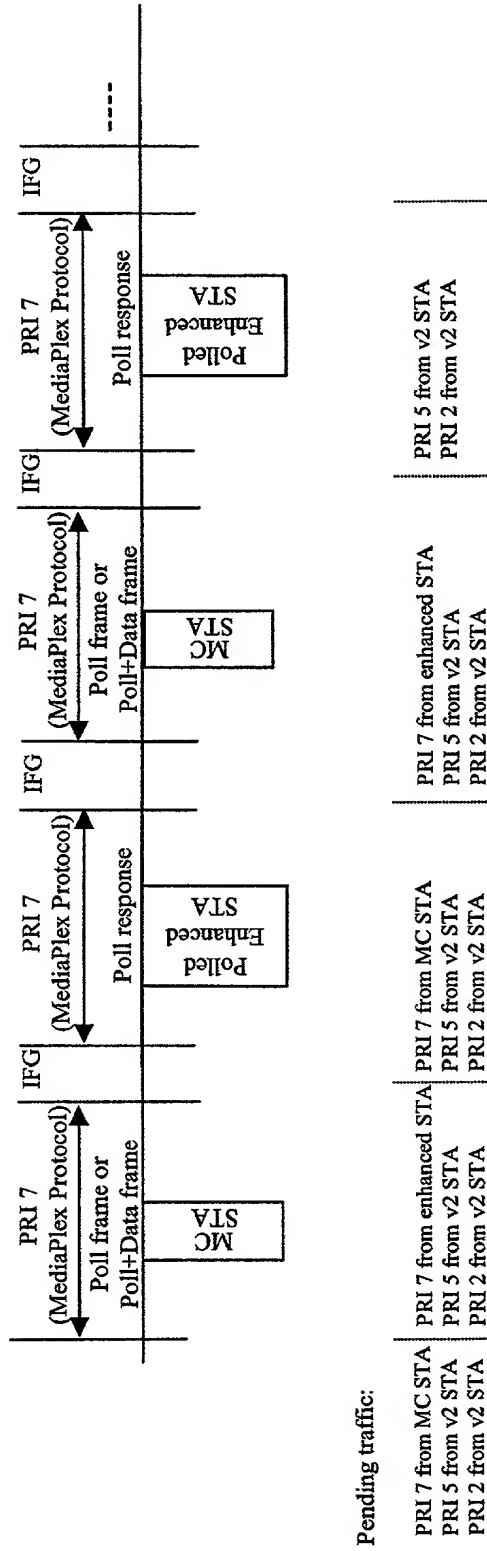 PRI 7
(MediaPlex Protocol)
Poll frame or
Poll+Data frame
MC
STA
IFG
PRI 7
(MediaPlex Protocol)
Poll response
Polled
Enhanced
STA
IFG
PRI 7
(MediaPlex Protocol)
Poll frame or
Poll+Data frame
MC
STA
IFG
PRI 7
(MediaPlex Protocol)
Poll response
Polled
Enhanced
STA
IFG
Pending traffic:
PRI 7 from MC STA
PRI 5 from v2 STA
PRI 2 from v2 STA
PRI 7 from enhanced STA
PRI 5 from v2 STA
PRI 2 from v2 STA
PRI 7 from MC STA
PRI 5 from v2 STA
PRI 2 from v2 STA
PRI 7 from enhanced STA
PRI 5 from v2 STA
PRI 2 from v2 STA
PRI 5 from v2 STA
PRI 2 from v2 STA